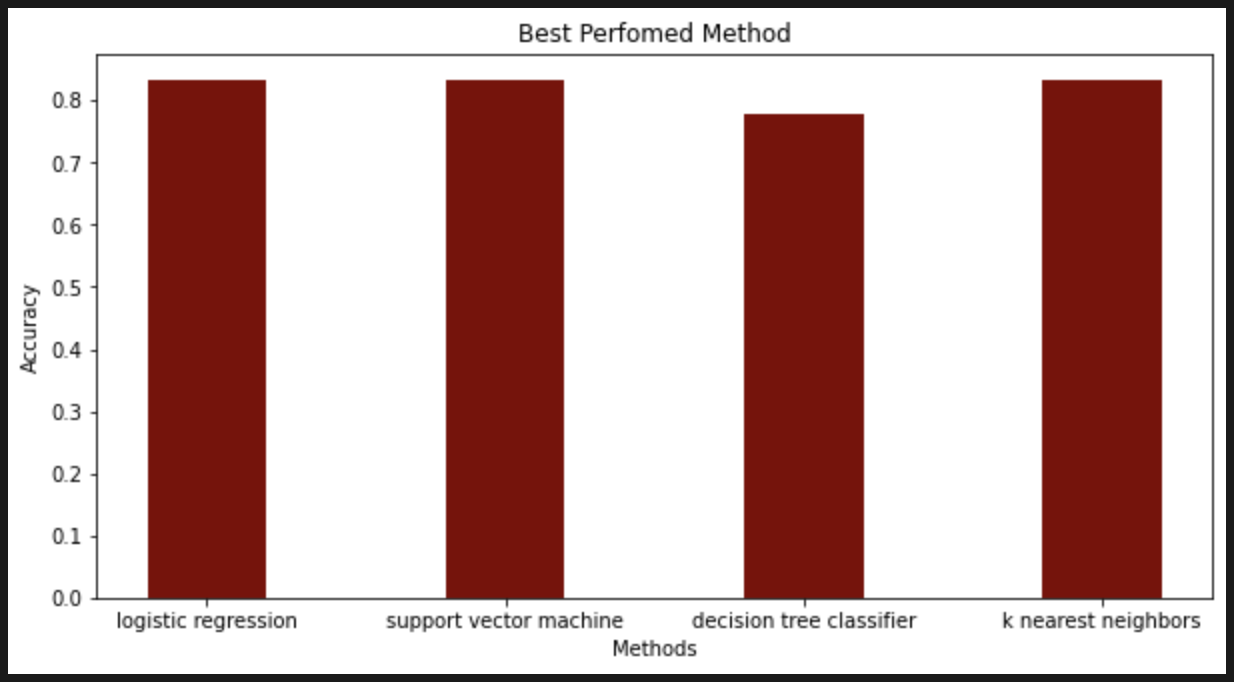 Best Perfomed Method
Accuracy
0.8
0.7
0.6
0.5
0.4
0.3
0.2
0.1
0.0
logistic regression support vector machine decision tree classifier k nearest neighbors
Methods